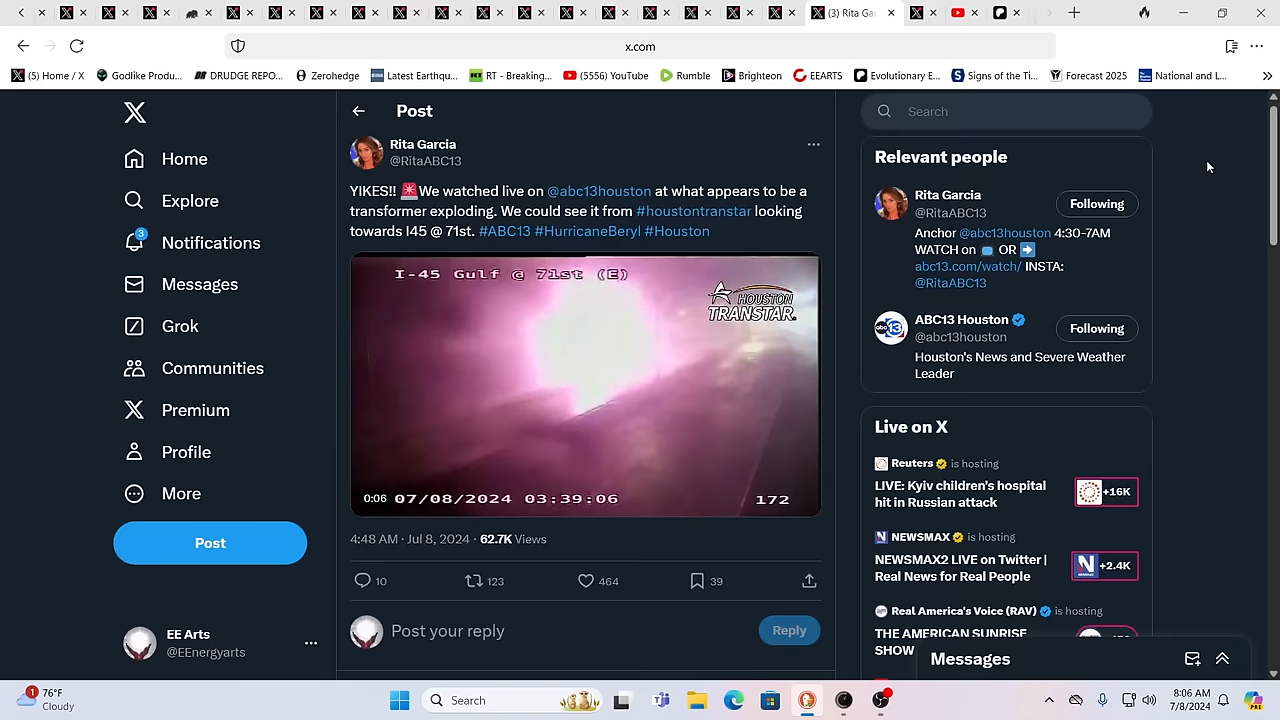 (3) Rita Ga
x.com
(5) Home / X
Godlike Produ...
DRUDGE REPO...
Zerohedge
Latest Earthqu...
RT - Breaking...
(5556) YouTube
Rumble
Brighteon
EEARTS
Evolutionary E...
Signs of the Ti...
Forecast 2025
National and L...
Home
Explore
3
Notifications
Messages
Grok
Communities
Premium
Profile
More
Post
EE Arts
@EEnergyarts
Post
Rita Garcia
@RitaABC13
YIKES!! 🚨We watched live on @abc13houston at what appears to be a
transformer exploding. We could see it from #houstontranstar looking
towards I45 @ 71st. #ABC13 #HurricaneBeryl #Houston
I-45 Gulf @ 71st (E)
HOUSTON
TRANSTAR.
0:06 07/08/2024 03:39:06 172
4:48 AM · Jul 8, 2024 · 62.7K Views
10 123 464 39
Post your reply
Reply
Search
Relevant people
Rita Garcia
@RitaABC13
Following
Anchor @abc13houston 4:30-7AM
WATCH on 📺 OR ➡️
abc13.com/watch/ INSTA:
@RitaABC13
abc13
ABC13 Houston
@abc13houston
Following
Houston's News and Severe Weather
Leader
Live on X
Reuters is hosting
LIVE: Kyiv children's hospital
hit in Russian attack
+16K
NEWSMAX is hosting
NEWSMAX2 LIVE on Twitter |
Real News for Real People
+2.4K
Real America's Voice (RAV) is hosting
THE AMERICAN SUNRISE
SHOW
Messages
1
76°F
Cloudy
Search
8:06 AM
7/8/2024
PRE